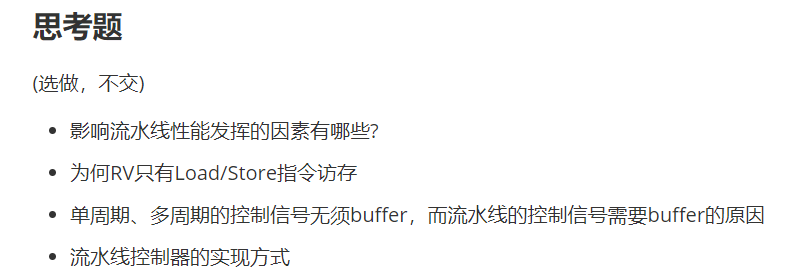 思考题
(选做，不交)
影响流水线性能发挥的因素有哪些?
为何RV只有Load/Store指令访存
单周期、多周期的控制信号无须buffer，而流水线的控制信号需要buffer的原因
流水线控制器的实现方式